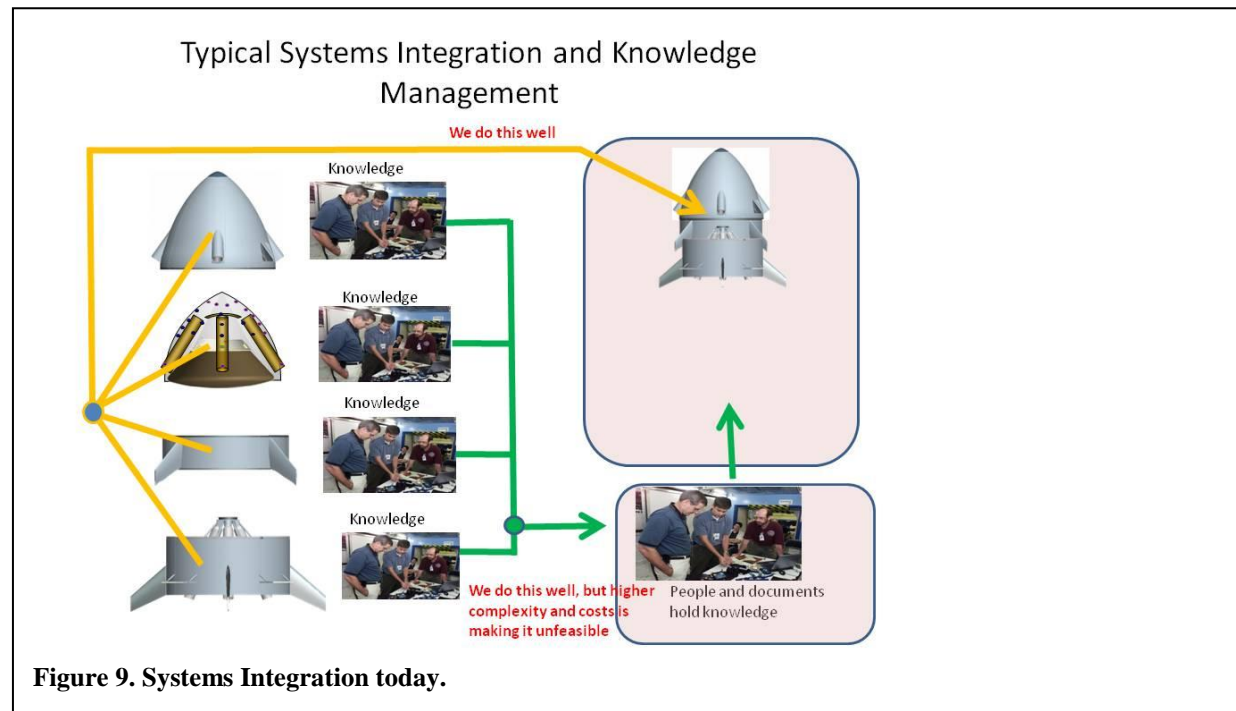 Typical Systems Integration and Knowledge
Management
We do this well
Knowledge
Knowledge
Knowledge
Knowledge
We do this well, but higher
complexity and costs is
making it unfeasible
People and documents
hold knowledge
Figure 9. Systems Integration today.